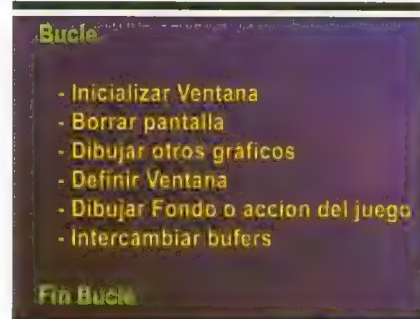 Bucle
- Inicializar Ventana
- Borrar pantalla
- Dibujar otros gráficos
- Definir Ventana
- Dibujar Fondo o accion del juego
- Intercambiar bufers
Fin Bucle